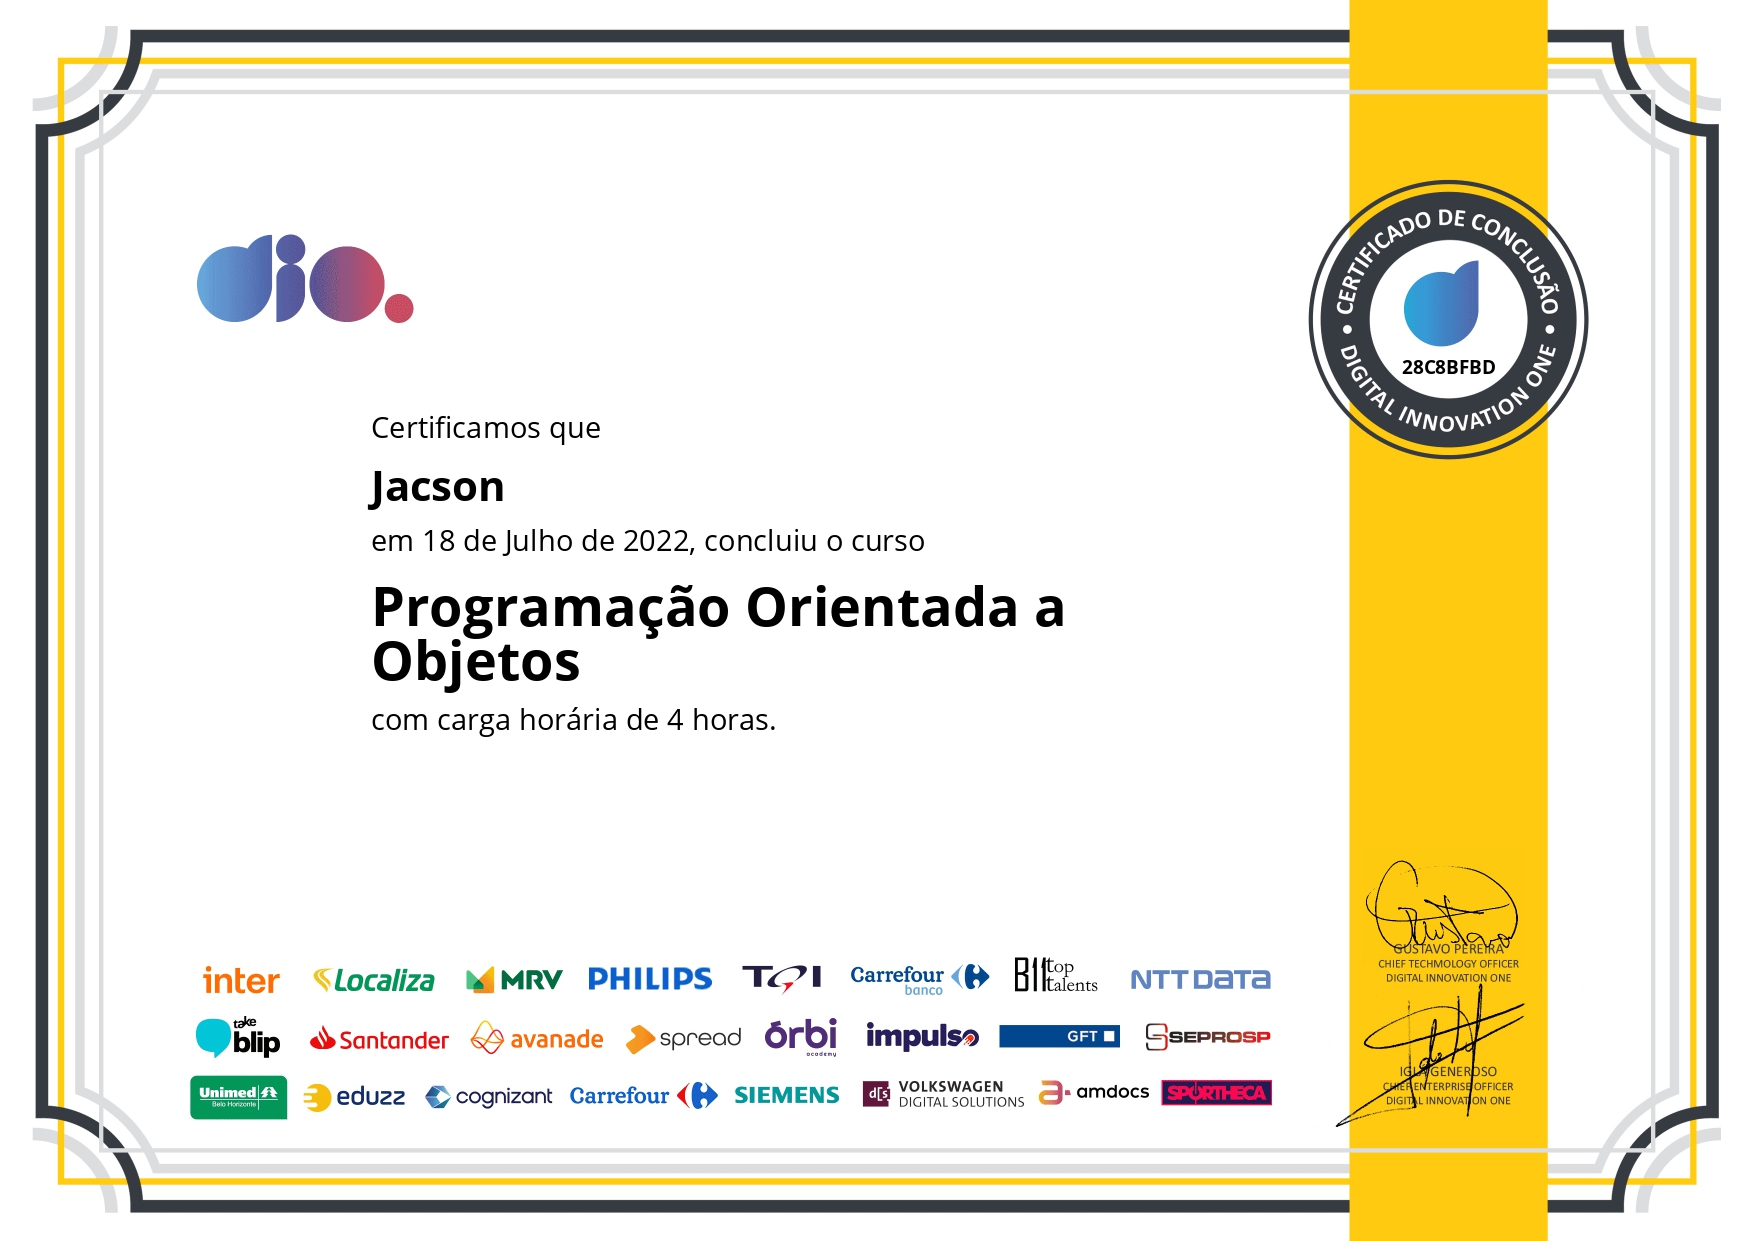 dio.
CERTIFICADO DE CONCLUSÃO
28C8BFBD
DIGITAL INNOVATION ONE
Certificamos que
Jacson
em 18 de Julho de 2022, concluiu o curso
Programação Orientada a
Objetos
com carga horária de 4 horas.
GUSTAVO PEREIRA
CHIEF TECHNOLOGY OFFICER
DIGITAL INNOVATION ONE
IGLÁ GENEROSO
CHIEF ENTERPRISE OFFICER
DIGITAL INNOVATION ONE
inter Localiza MRV PHILIPS TQI Carrefour banco B11 top talents NTT DATA
take blip Santander avanade spread órbi academy impulso GFT SEPROSP
Unimed Belo Horizonte eduzz cognizant Carrefour SIEMENS d[s] VOLKSWAGEN DIGITAL SOLUTIONS a. amdocs SPORTHECA